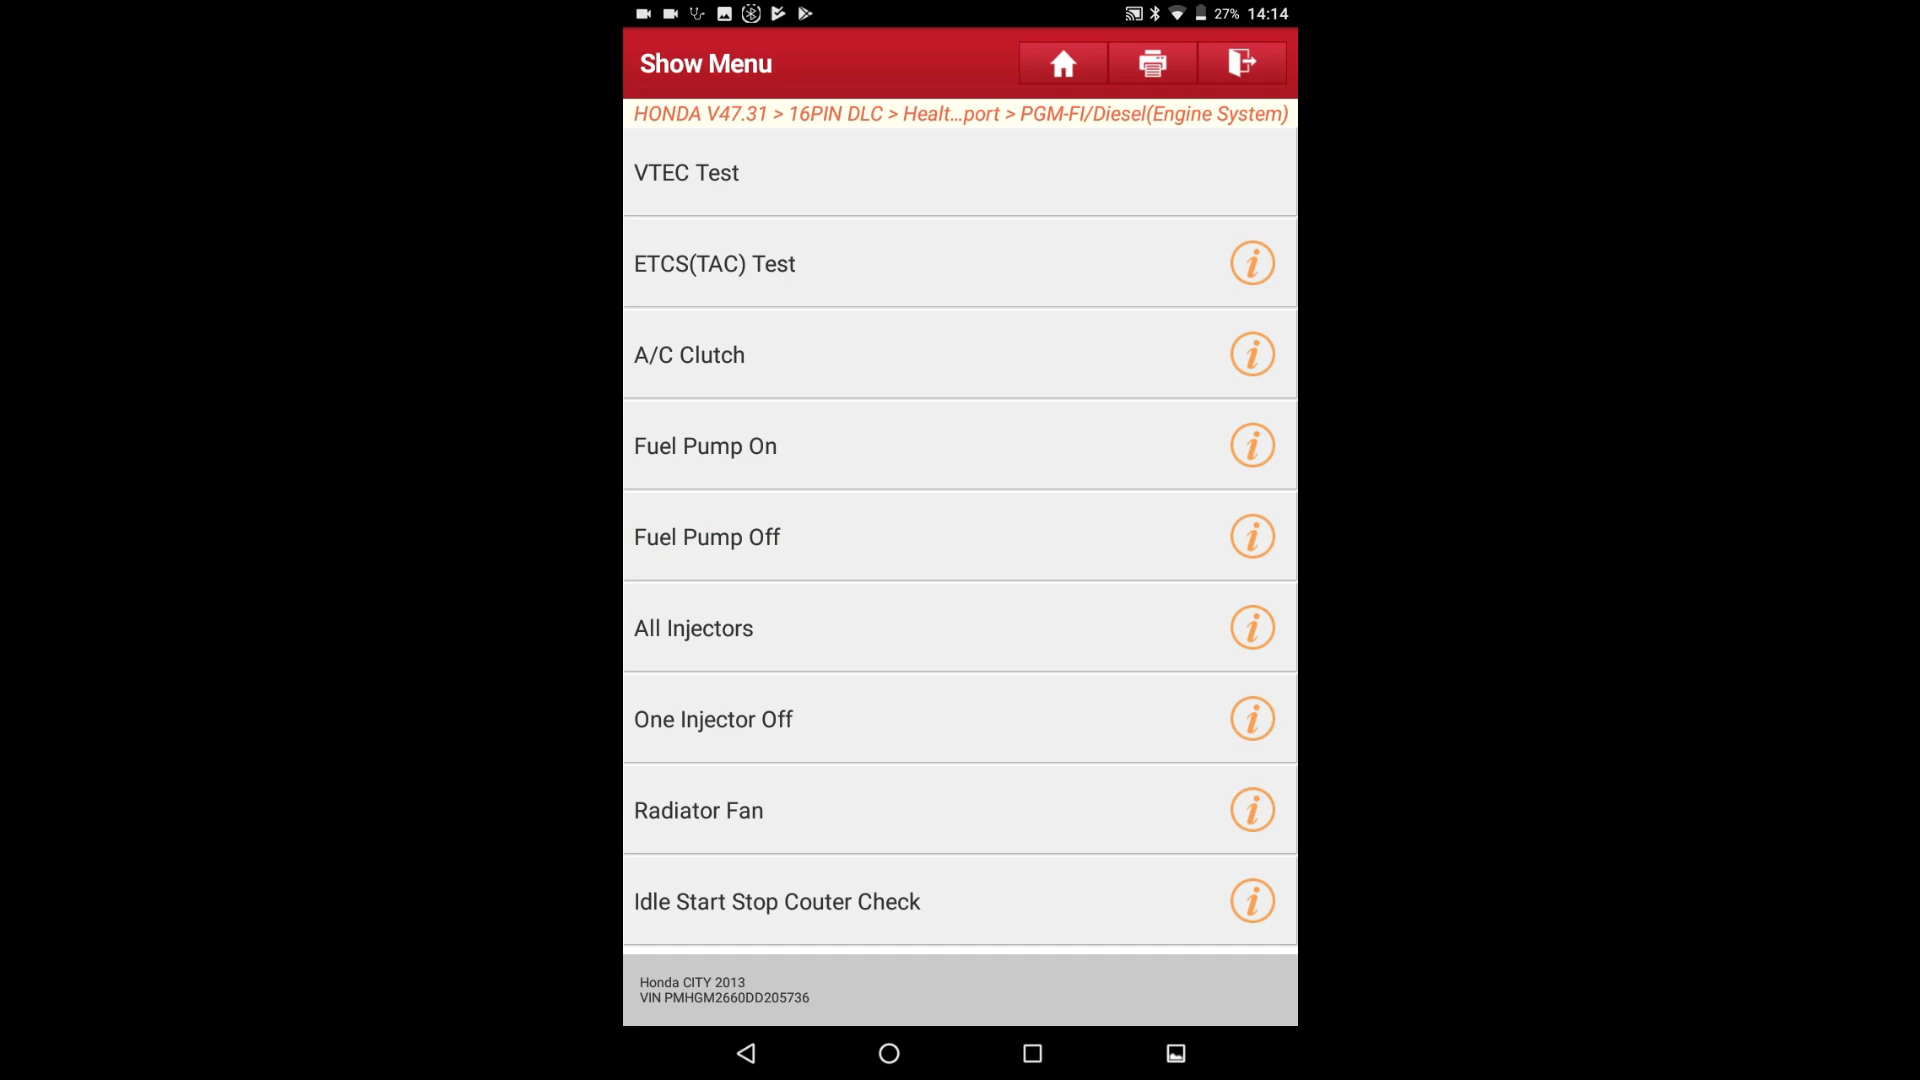 27% 14:14
Show Menu
HONDA V47.31 > 16PIN DLC > Healt...port > PGM-FI/Diesel(Engine System)
VTEC Test
ETCS(TAC) Test
A/C Clutch
Fuel Pump On
Fuel Pump Off
All Injectors
One Injector Off
Radiator Fan
Idle Start Stop Couter Check
Honda CITY 2013
VIN PMHGM2660DD205736